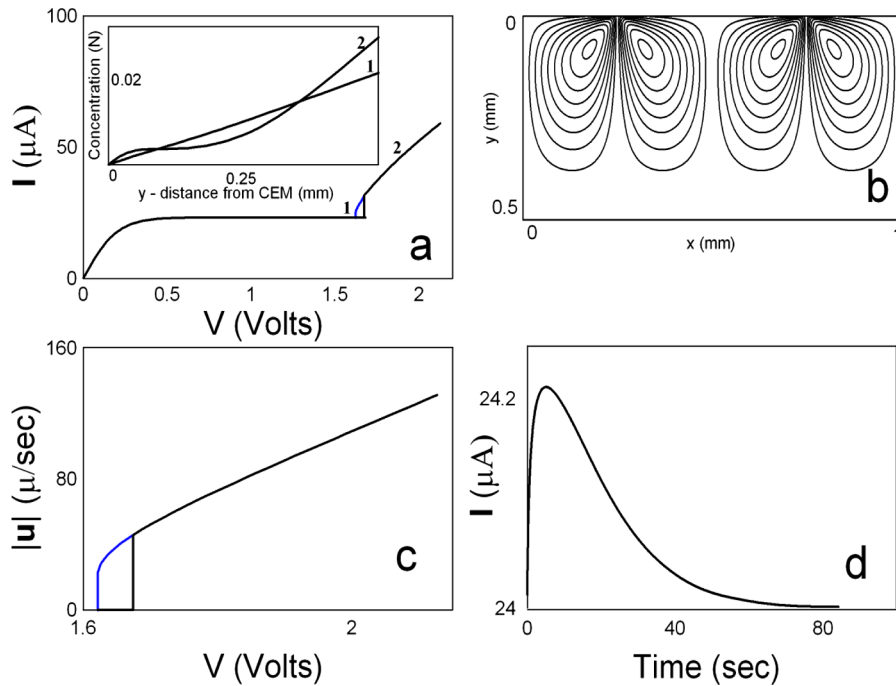 100
50
0
I (μA)
0
0.5
1
1.5
2
V (Volts)
a
1
2
Concentration (N)
0.02
0
0.25
y - distance from CEM (mm)
2
1
0
y (mm)
0.5
0
x (mm)
1
b
160
80
0
|u| (μ/sec)
1.6
2
V (Volts)
c
24.2
24
I (μA)
0
40
80
Time (sec)
d